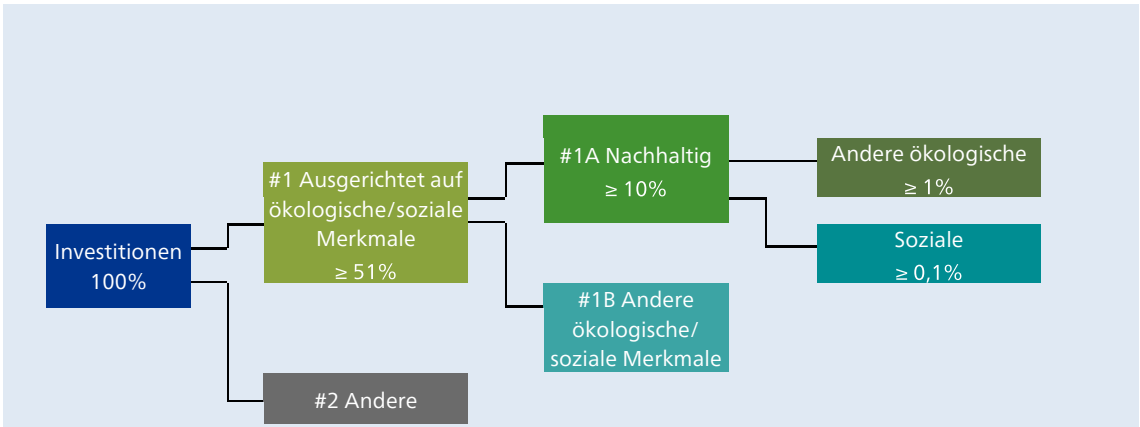 Investitionen
100%
#1 Ausgerichtet auf
ökologische/soziale
Merkmale
≥ 51%
#2 Andere
#1A Nachhaltig
≥ 10%
#1B Andere
ökologische/
soziale Merkmale
Andere ökologische
≥ 1%
Soziale
≥ 0,1%